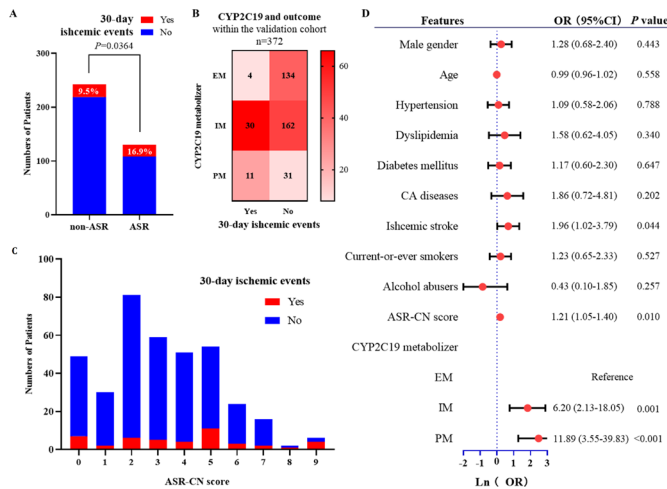 A
30-day
ishcemic events
Yes
No
P=0.0364
Numbers of Patients
300
200
100
0
9.5%
16.9%
non-ASR
ASR
B
CYP2C19 and outcome
within the validation cohort
n=372
CYP2C19 metabolizer
EM
4
134
IM
30
162
PM
11
31
Yes
No
30-day ishchemic events
60
40
20
C
30-day ischemic events
Yes
No
Numbers of Patients
100
80
60
40
20
0
0 1 2 3 4 5 6 7 8 9
ASR-CN score
D
Features OR (95%CI) P value
Male gender 1.28 (0.68-2.40) 0.443
Age 0.99 (0.96-1.02) 0.558
Hypertension 1.09 (0.58-2.06) 0.788
Dyslipidemia 1.58 (0.62-4.05) 0.340
Diabetes mellitus 1.17 (0.60-2.30) 0.647
CA diseases 1.86 (0.72-4.81) 0.202
Ishcemic stroke 1.96 (1.02-3.79) 0.044
Current-or-ever smokers 1.23 (0.65-2.33) 0.527
Alcohol abusers 0.43 (0.10-1.85) 0.257
ASR-CN score 1.21 (1.05-1.40) 0.010
CYP2C19 metabolizer
EM Reference
IM 6.20 (2.13-18.05) 0.001
PM 11.89 (3.55-39.83) <0.001
-2 -1 0 1 2 3
Ln ( OR)